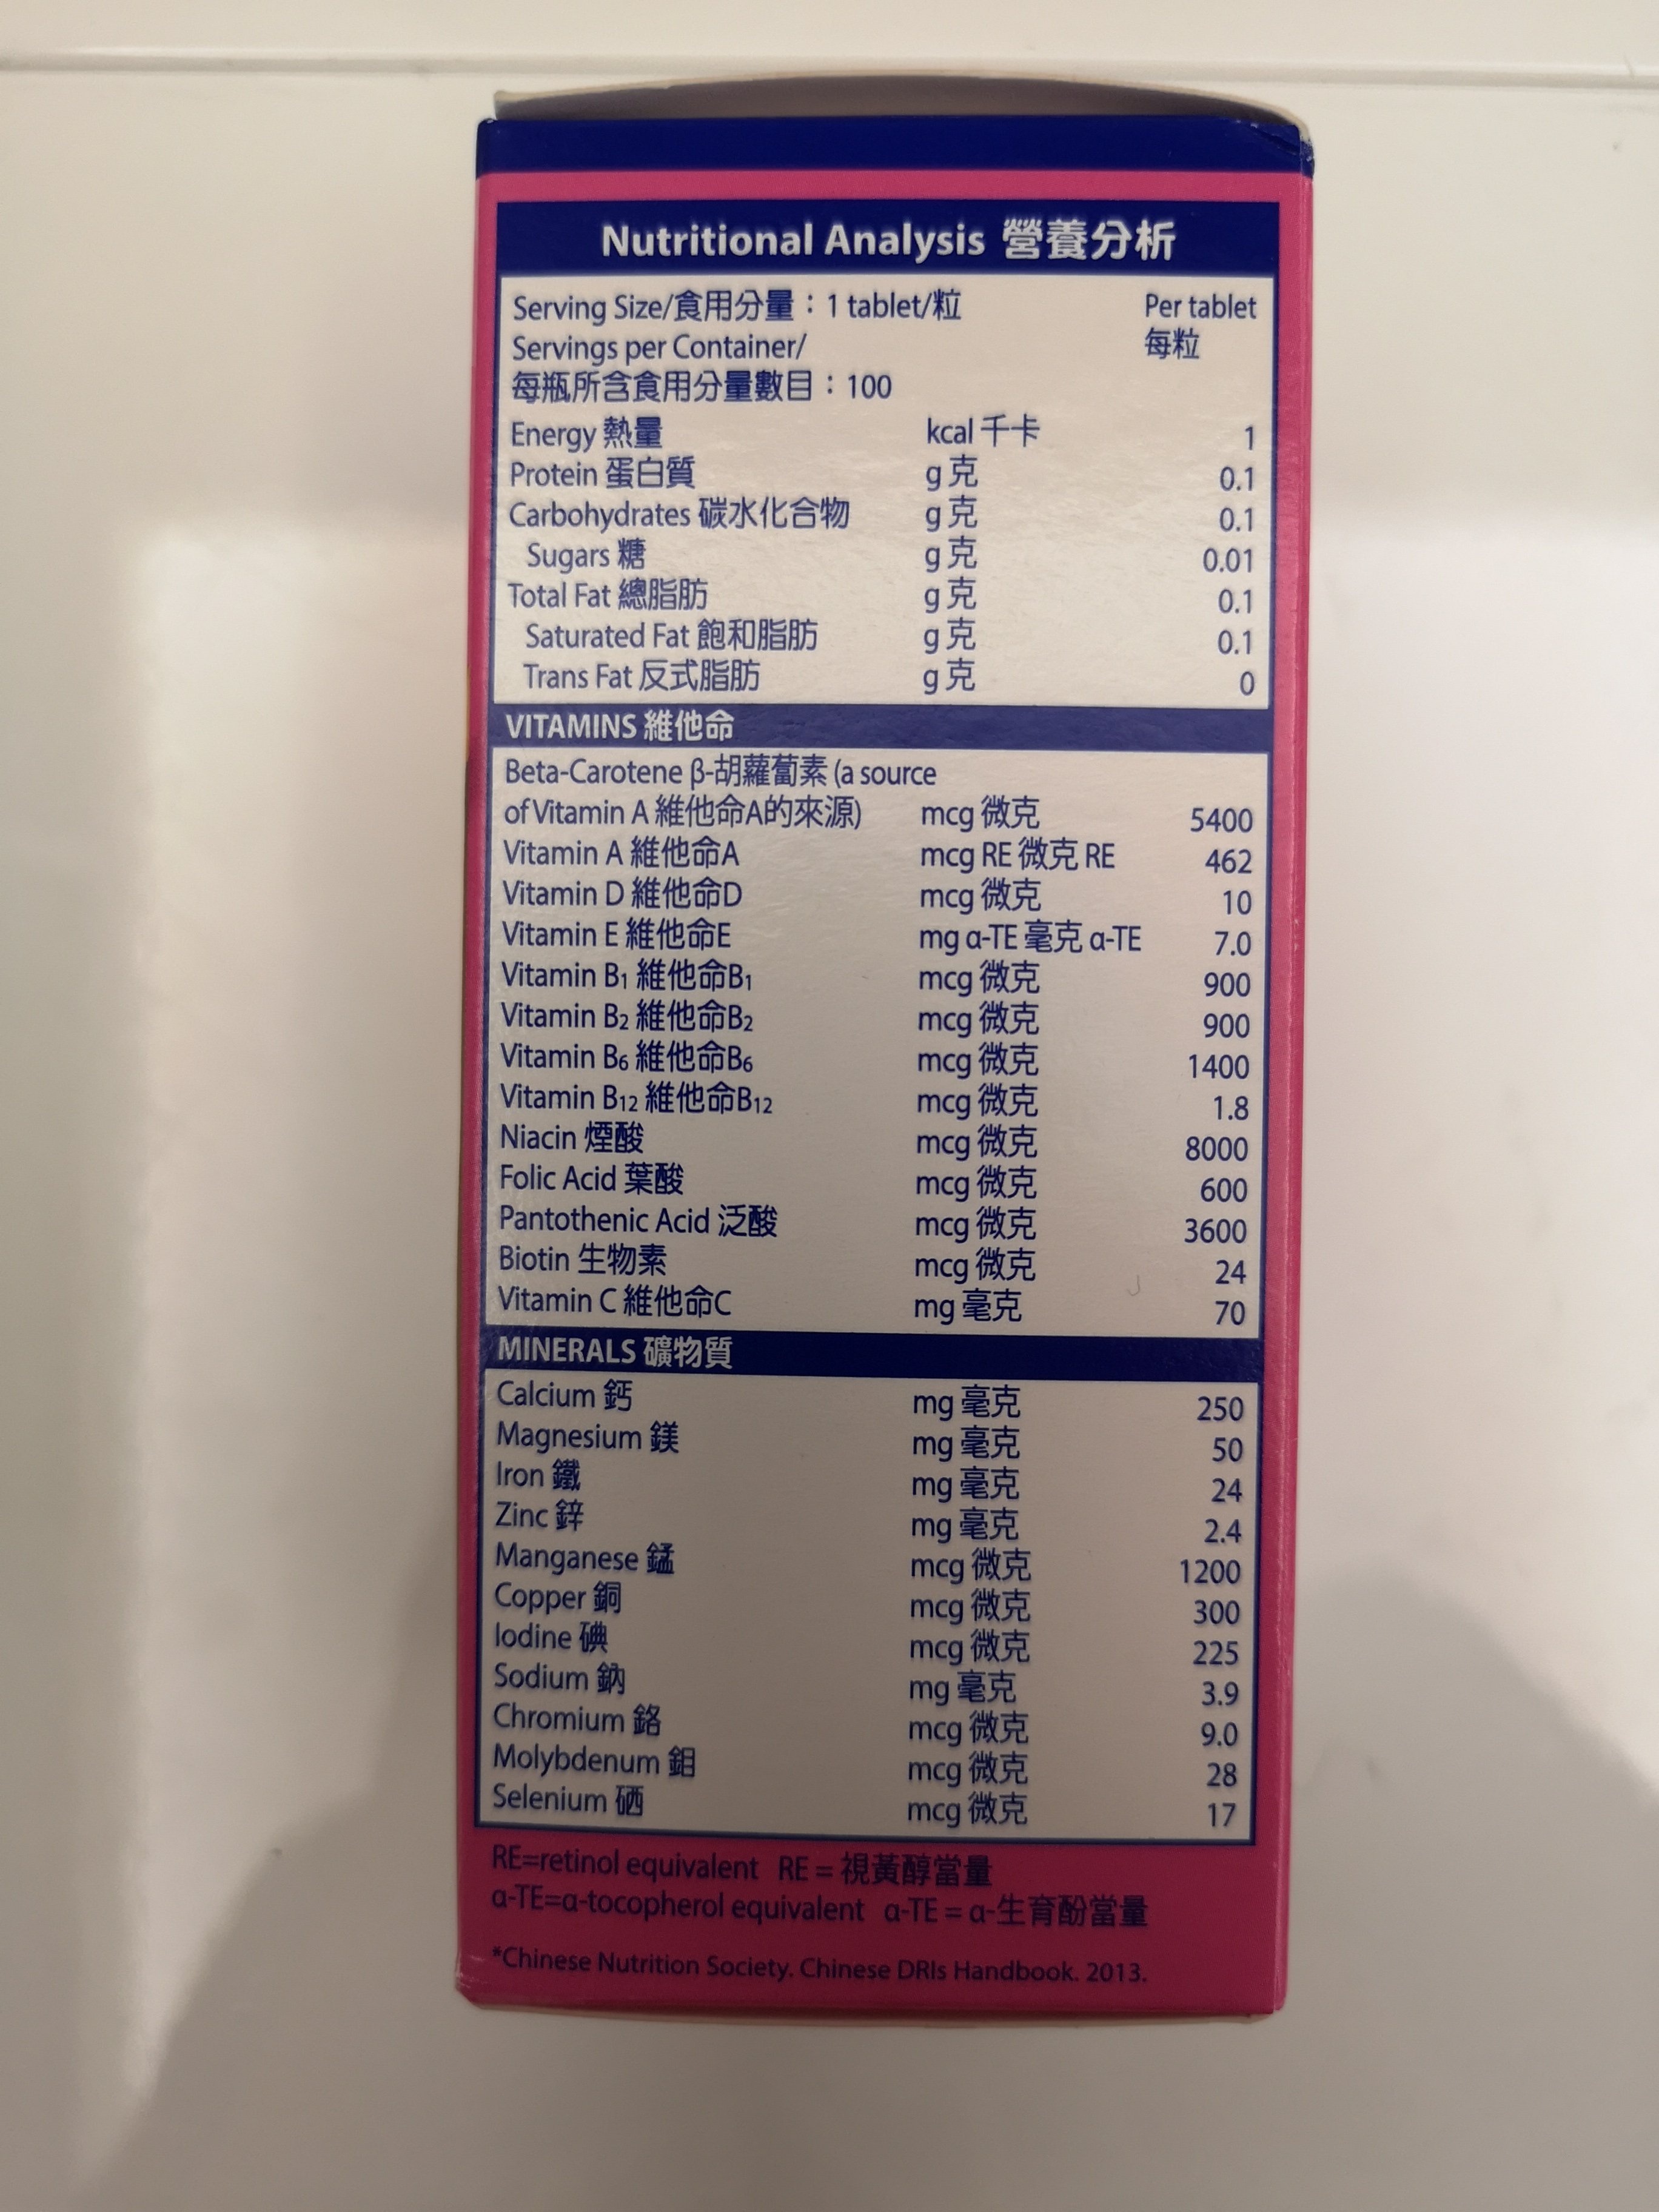 Nutritional Analysis 營養分析
Serving Size/食用分量：1 tablet/粒 Per tablet
Servings per Container/ 每粒
每瓶所含食用分量數目：100
Energy 熱量 kcal 千卡 1
Protein 蛋白質 g 克 0.1
Carbohydrates 碳水化合物 g 克 0.1
Sugars 糖 g 克 0.01
Total Fat 總脂肪 g 克 0.1
Saturated Fat 飽和脂肪 g 克 0.1
Trans Fat 反式脂肪 g 克 0
VITAMINS 維他命
Beta-Carotene β-胡蘿蔔素 (a source
of Vitamin A 維他命A的來源) mcg 微克 5400
Vitamin A 維他命A mcg RE 微克 RE 462
Vitamin D 維他命D mcg 微克 10
Vitamin E 維他命E mg α-TE 毫克 α-TE 7.0
Vitamin B₁ 維他命B₁ mcg 微克 900
Vitamin B₂ 維他命B₂ mcg 微克 900
Vitamin B₆ 維他命B₆ mcg 微克 1400
Vitamin B₁₂ 維他命B₁₂ mcg 微克 1.8
Niacin 煙酸 mcg 微克 8000
Folic Acid 葉酸 mcg 微克 600
Pantothenic Acid 泛酸 mcg 微克 3600
Biotin 生物素 mcg 微克 24
Vitamin C 維他命C mg 毫克 70
MINERALS 礦物質
Calcium 鈣 mg 毫克 250
Magnesium 鎂 mg 毫克 50
Iron 鐵 mg 毫克 24
Zinc 鋅 mg 毫克 2.4
Manganese 錳 mcg 微克 1200
Copper 銅 mcg 微克 300
Iodine 碘 mcg 微克 225
Sodium 鈉 mg 毫克 3.9
Chromium 鉻 mcg 微克 9.0
Molybdenum 鉬 mcg 微克 28
Selenium 硒 mcg 微克 17
RE=retinol equivalent RE = 視黃醇當量
α-TE=α-tocopherol equivalent α-TE = α-生育酚當量
*Chinese Nutrition Society. Chinese DRIs Handbook. 2013.